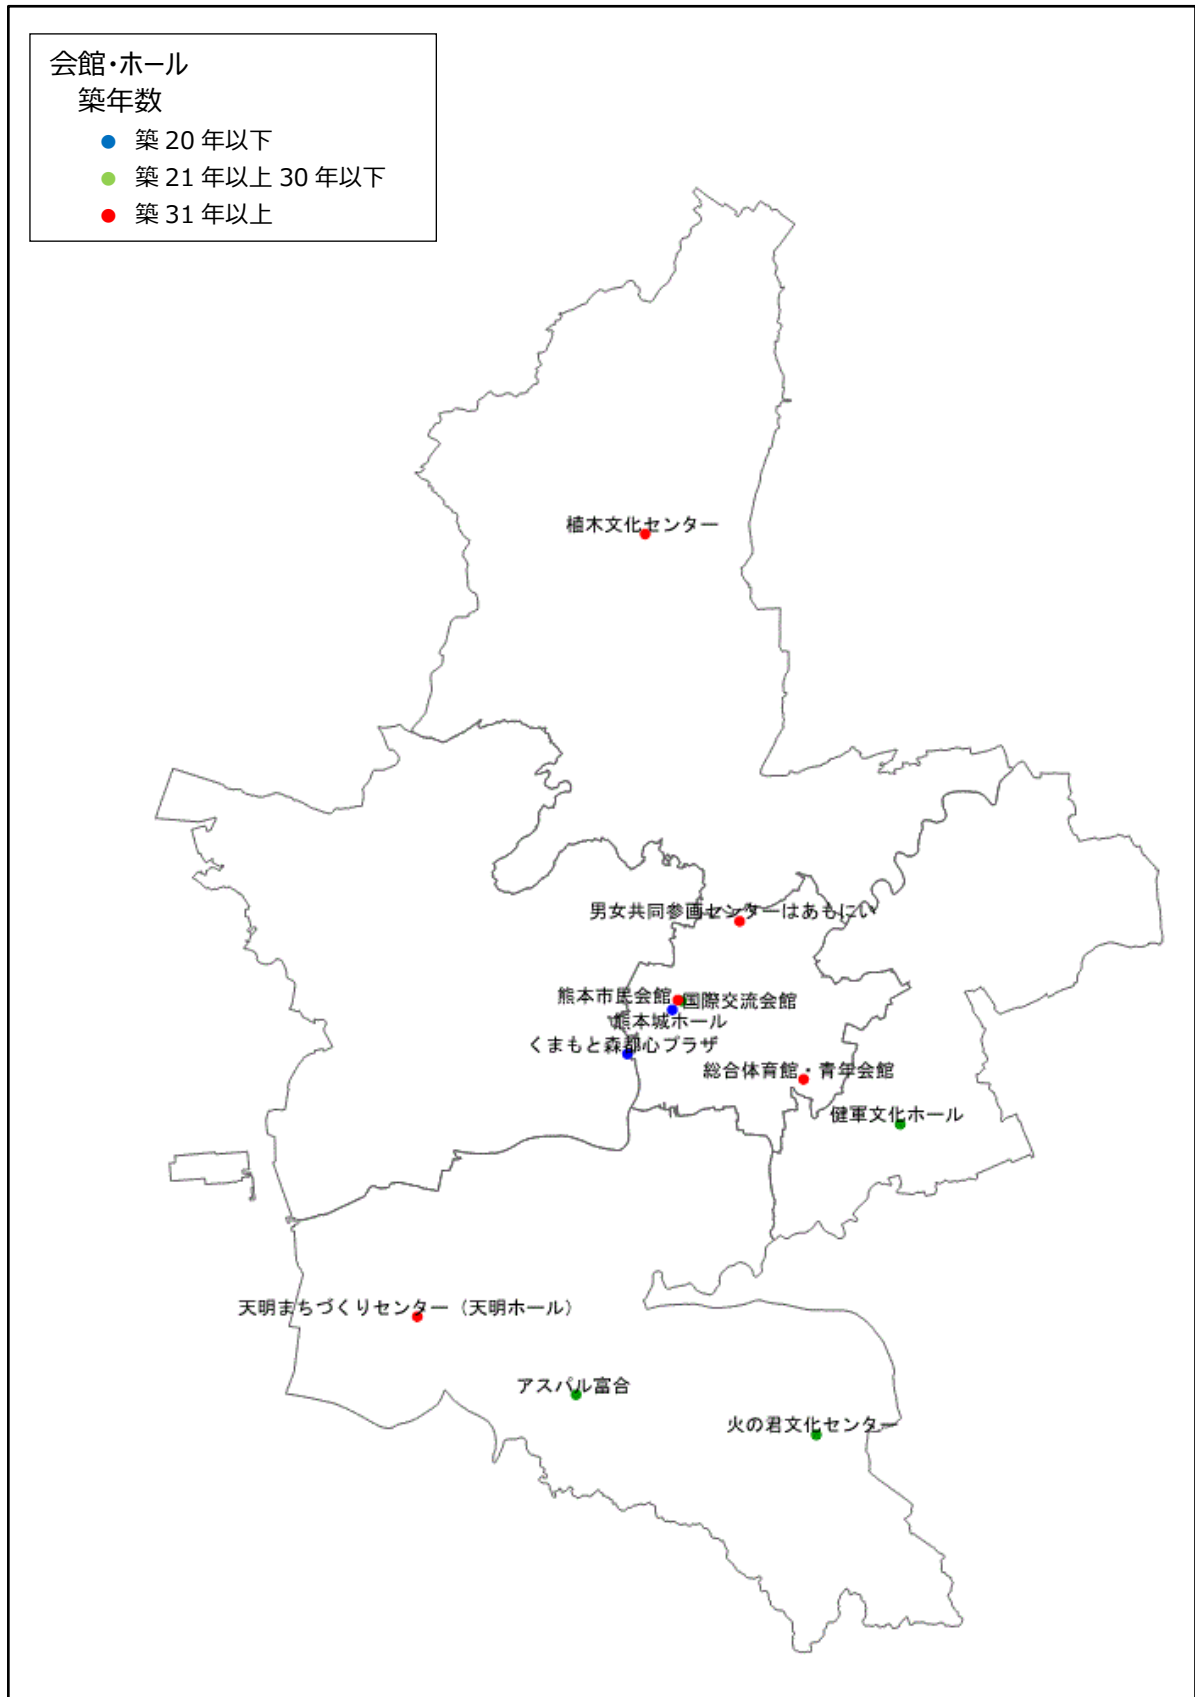 会館・ホール
築年数
築 20 年以下
築 21 年以上 30 年以下
築 31 年以上
植木文化センター
男女共同参画センターはあもにい
熊本市民会館
国際交流会館
熊本城ホール
くまもと森都心プラザ
総合体育館・青年会館
健軍文化ホール
天明まちづくりセンター（天明ホール）
アスパル富合
火の君文化センター